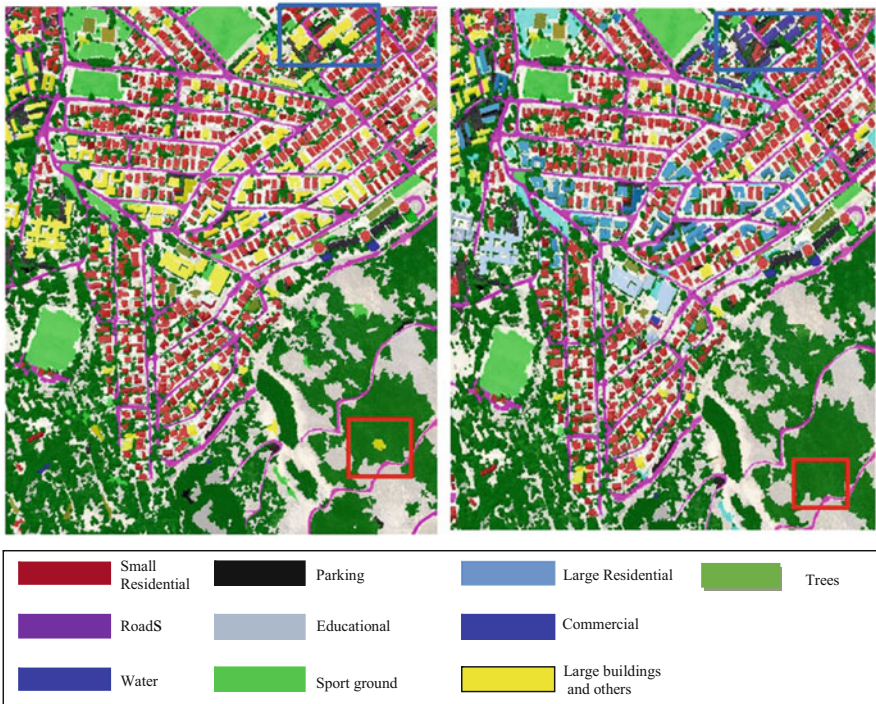 Small
Residential
Parking
Large Residential
Trees
RoadS
Educational
Commercial
Water
Sport ground
Large buildings
and others